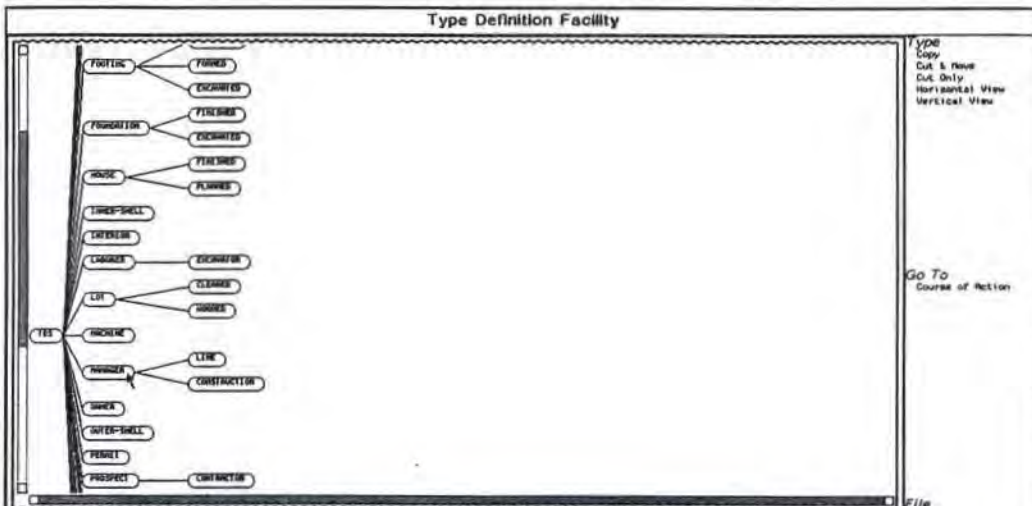 Type Definition Facility
Type
Copy
Cut & Move
Cut Only
Horizontal View
Vertical View
FOOTING
FORMED
EXCAVATED
FOUNDATION
FINISHED
EXCAVATED
HOUSE
FINISHED
PLANNED
INNER-SHELL
INTERIOR
LABORER
EXCAVATOR
LOT
CLEARED
WOODED
Go To
Course of Action
TBS
MACHINE
MANAGER
LINE
CONSTRUCTION
OWNER
OUTER-SHELL
PERMIT
PROSPECT
CONTRACTOR
File